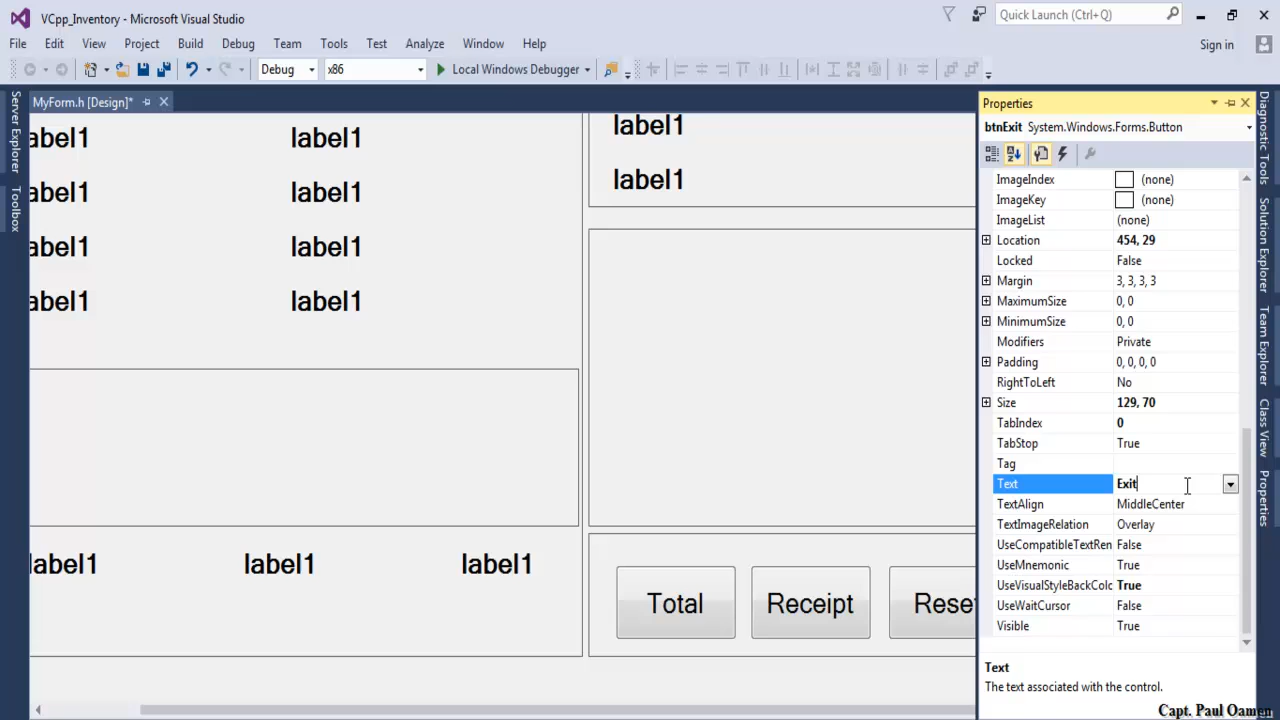 VCpp_Inventory - Microsoft Visual Studio
Quick Launch (Ctrl+Q)
File Edit View Project Build Debug Team Tools Test Analyze Window Help
Sign in
Debug x86 Local Windows Debugger
Server Explorer
Toolbox
MyForm.h [Design]*
label1
label1
label1
label1
label1
label1
label1
label1
label1
label1
label1
label1
Total Receipt
Properties
btnExit System.Windows.Forms.Button
ImageIndex (none)
ImageKey (none)
ImageList (none)
Location 454, 29
Locked False
Margin 3, 3, 3, 3
MaximumSize 0, 0
MinimumSize 0, 0
Modifiers Private
Padding 0, 0, 0, 0
RightToLeft No
Size 129, 70
TabIndex 0
TabStop True
Tag
Text Exit
TextAlign MiddleCenter
TextImageRelation Overlay
UseCompatibleTextRen False
UseMnemonic True
UseVisualStyleBackColo True
UseWaitCursor False
Visible True
Text
The text associated with the control.
Diagnostic Tools
Solution Explorer
Team Explorer
Class View
Properties
Capt. Paul Oamen